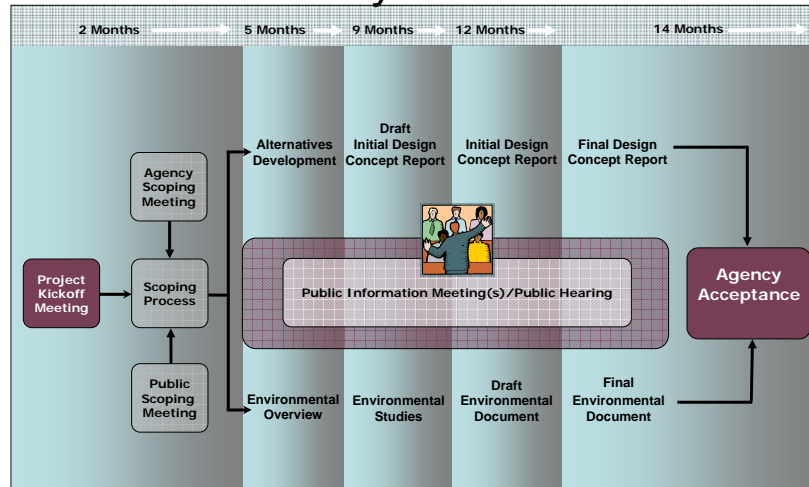 2 Months
5 Months
9 Months
12 Months
14 Months
Alternatives
Development
Draft
Initial Design
Concept Report
Initial Design
Concept Report
Final Design
Concept Report
Agency
Scoping
Meeting
Project
Kickoff
Meeting
Scoping
Process
Public
Scoping
Meeting
Public Information Meeting(s)/Public Hearing
Agency
Acceptance
Environmental
Overview
Environmental
Studies
Draft
Environmental
Document
Final
Environmental
Document